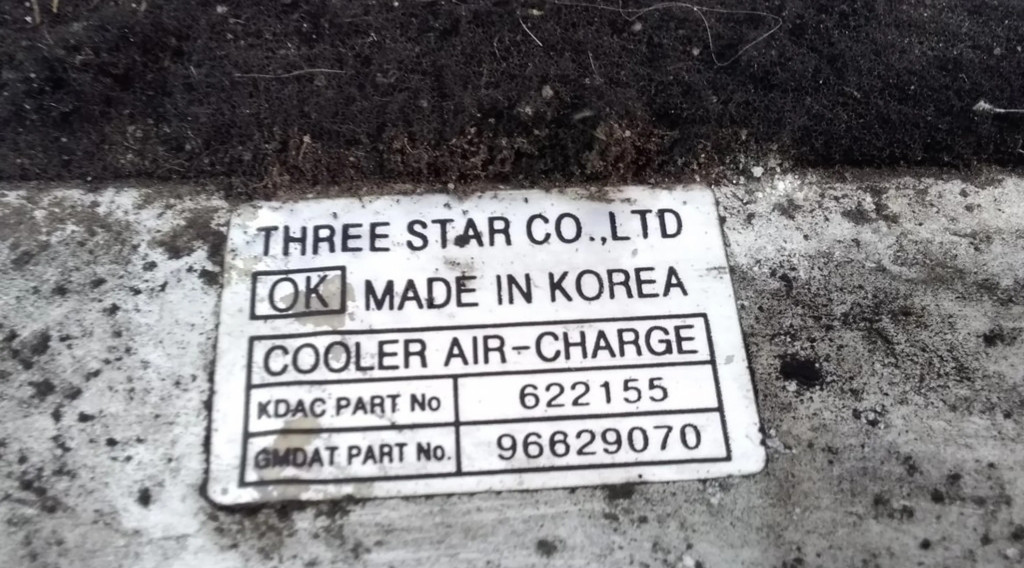 THREE STAR CO.,LTD
OK MADE IN KOREA
COOLER AIR-CHARGE
KDAC PART No 622155
GMDAT PART No. 96629070